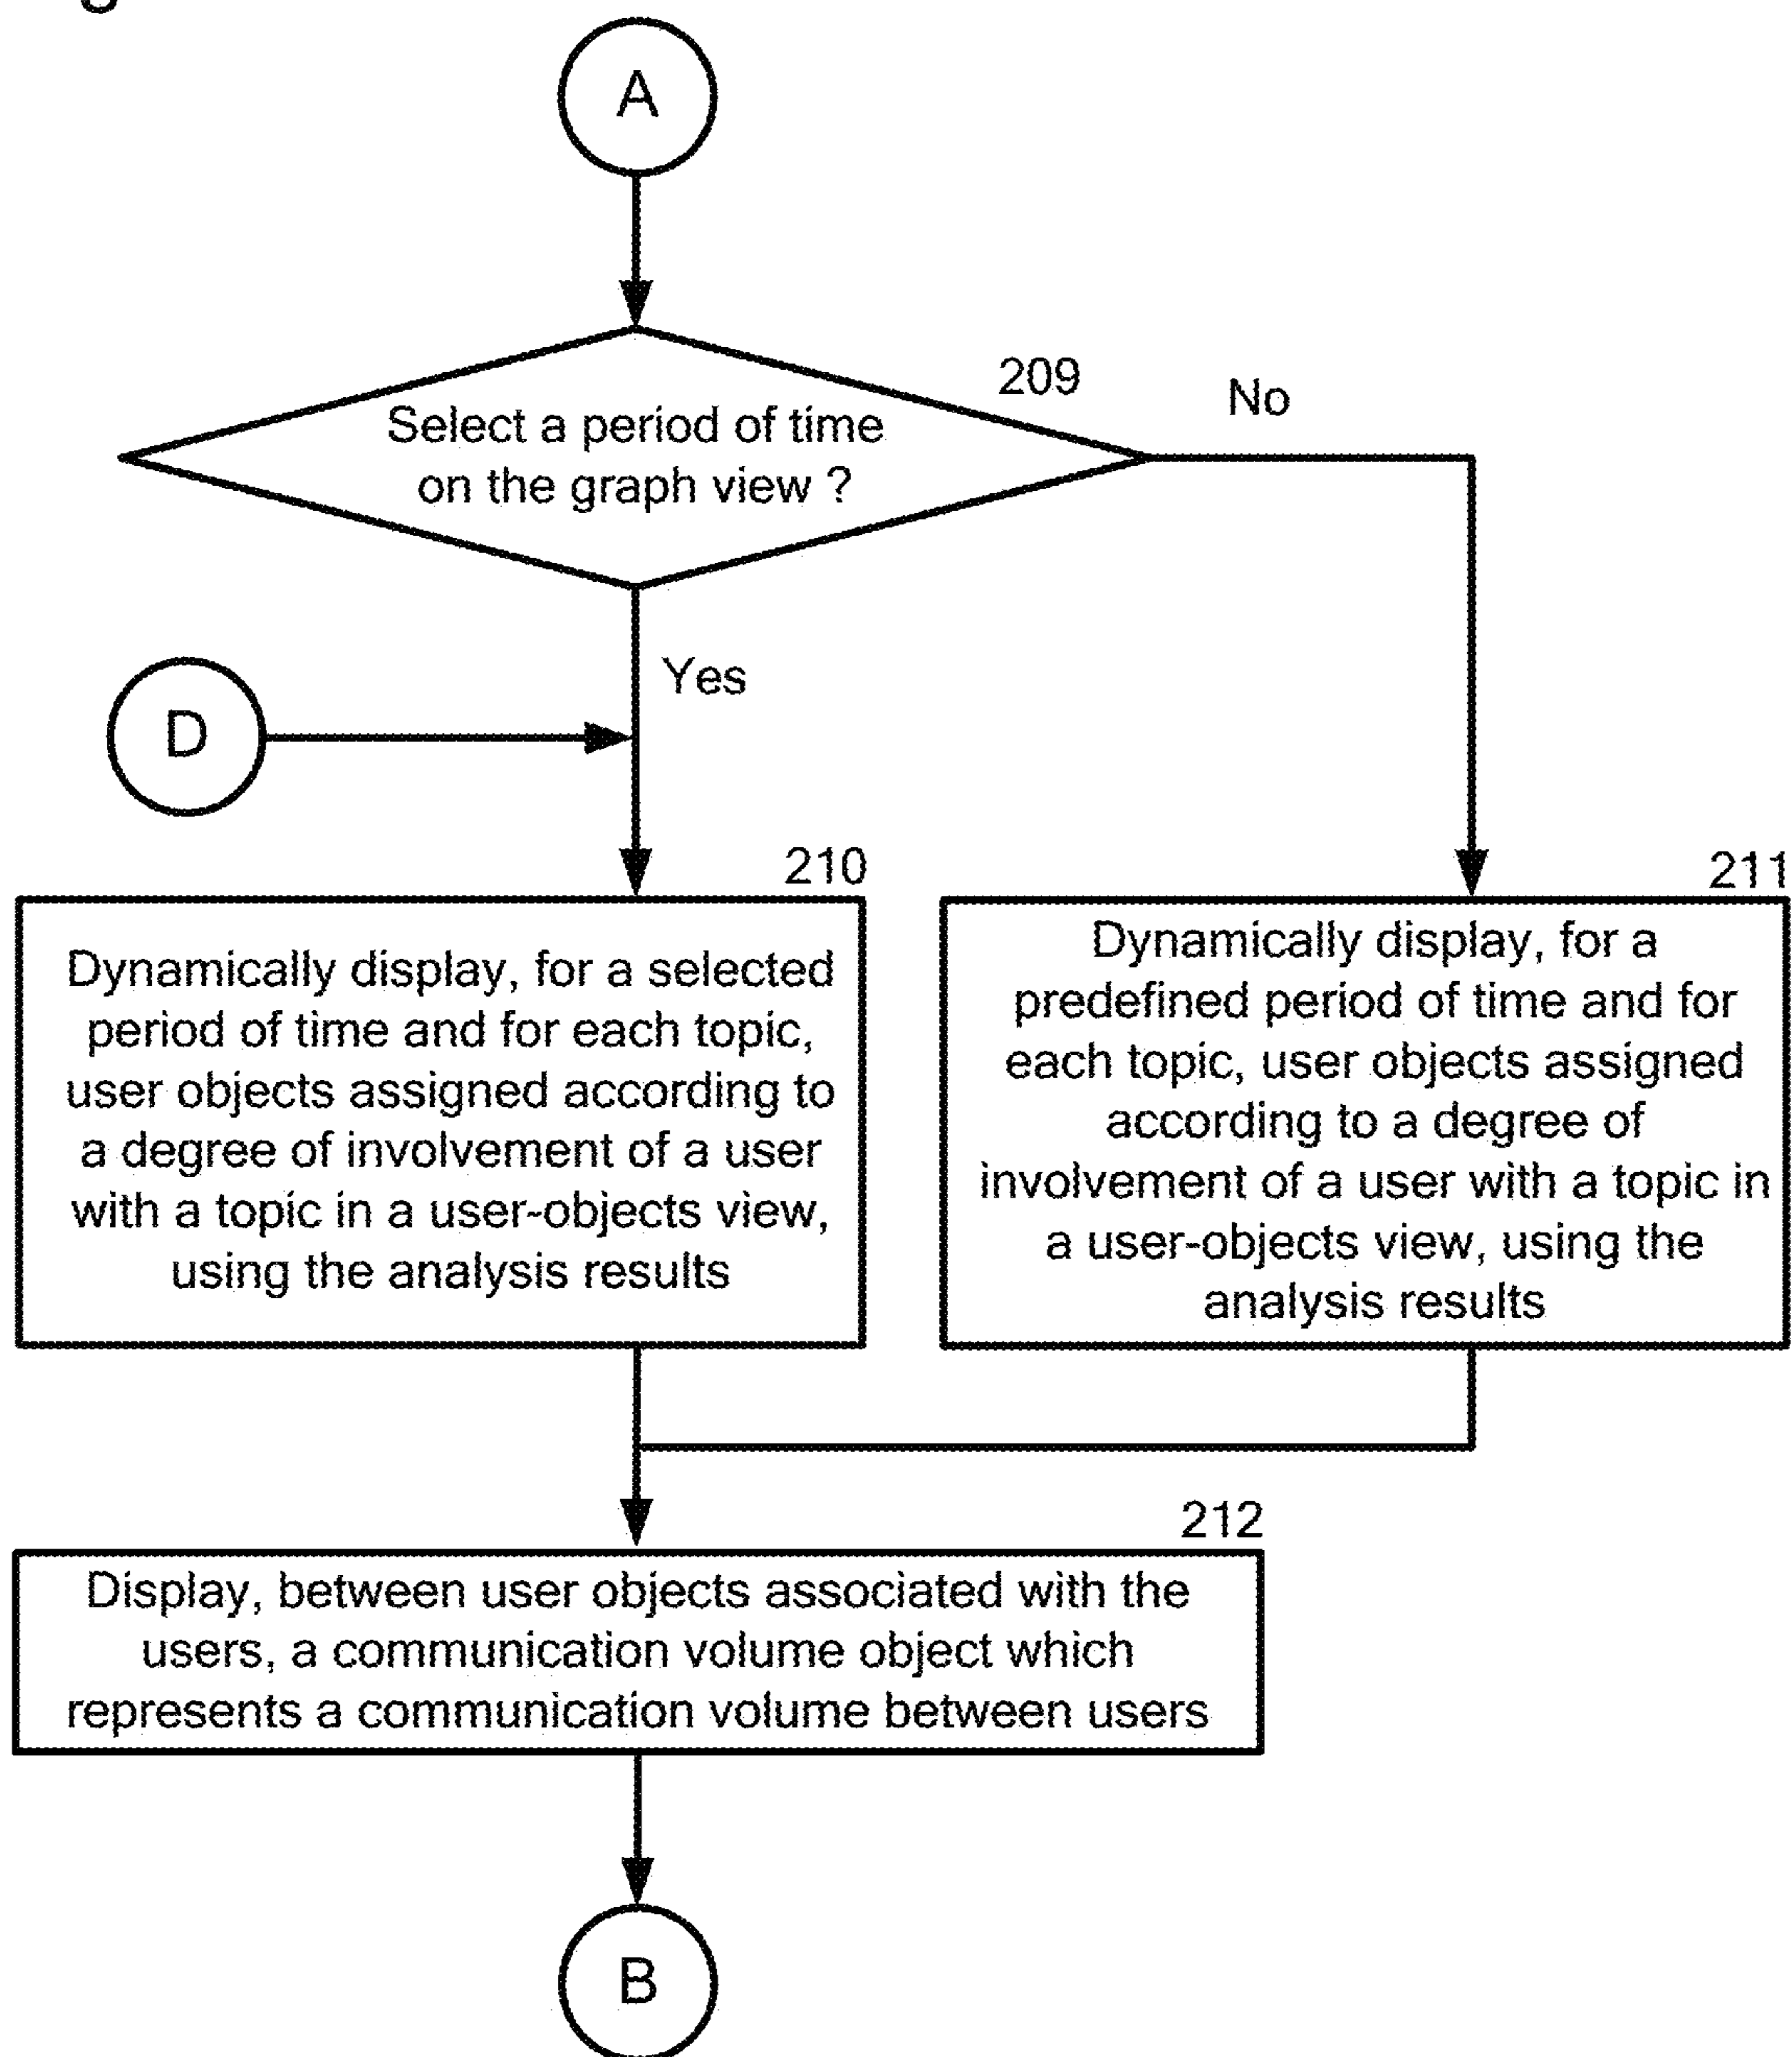 A
209
No
Select a period of time
on the graph view ?
Yes
D
210
Dynamically display, for a selected
period of time and for each topic,
user objects assigned according to
a degree of involvement of a user
with a topic in a user-objects view,
using the analysis results
211
Dynamically display, for a
predefined period of time and for
each topic, user objects assigned
according to a degree of
involvement of a user with a topic in
a user-objects view, using the
analysis results
212
Display, between user objects associated with the
users, a communication volume object which
represents a communication volume between users
B